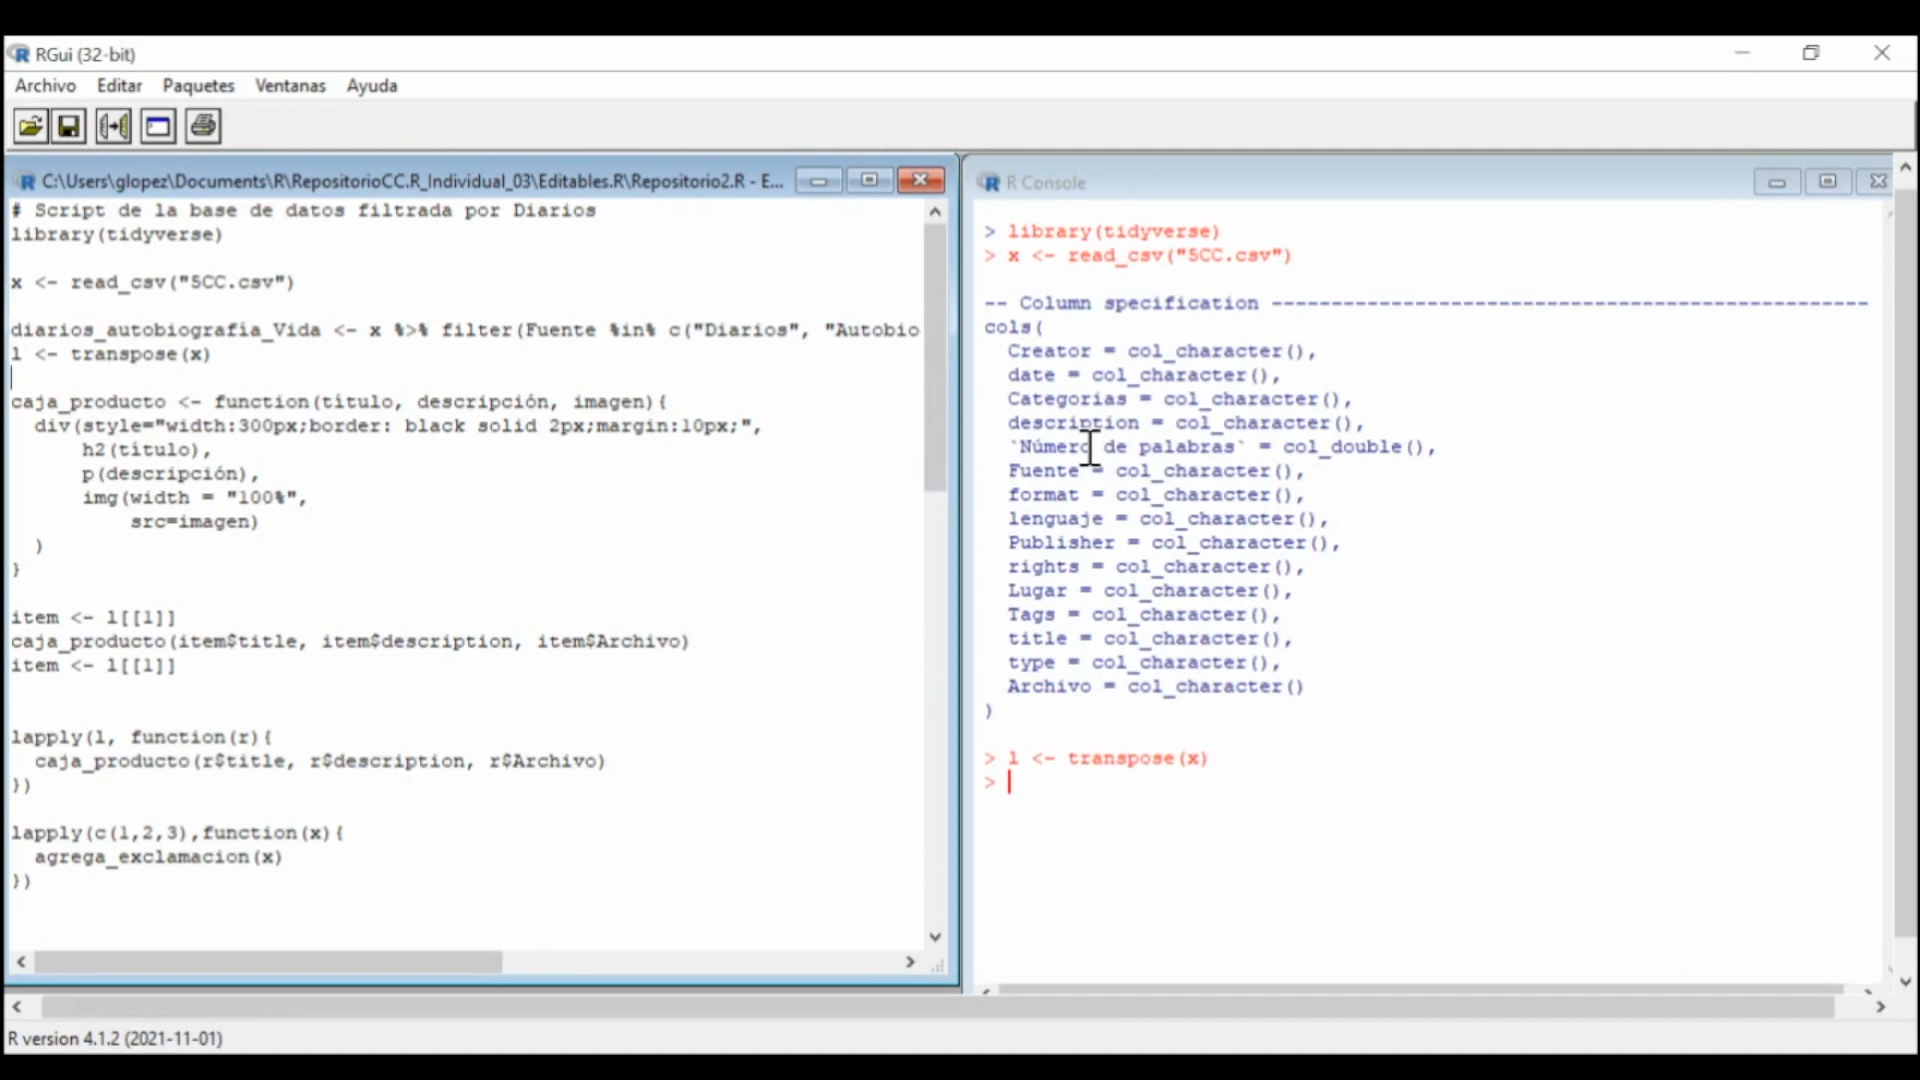 RGui (32-bit)
Archivo Editar Paquetes Ventanas Ayuda
C:\Users\glopez\Documents\R\RepositorioCC.R_Individual_03\Editables.R\Repositorio2.R - E...
# Script de la base de datos filtrada por Diarios
library(tidyverse)
x <- read_csv("5CC.csv")
diarios_autobiografía_Vida <- x %>% filter(Fuente %in% c("Diarios", "Autobio
l <- transpose(x)
caja_producto <- function(título, descripción, imagen){
div(style="width:300px;border: black solid 2px;margin:10px;",
h2(título),
p(descripción),
img(width = "100%",
src=imagen)
)
}
item <- l[[1]]
caja_producto(item$title, item$description, item$Archivo)
item <- l[[1]]
lapply(l, function(r){
caja_producto(r$title, r$description, r$Archivo)
})
lapply(c(1,2,3),function(x){
agrega_exclamacion(x)
})
R Console
> library(tidyverse)
> x <- read_csv("5CC.csv")
-- Column specification --------------------------------------------------
cols(
Creator = col_character(),
date = col_character(),
Categorias = col_character(),
description = col_character(),
`Número de palabras` = col_double(),
Fuente = col_character(),
format = col_character(),
lenguaje = col_character(),
Publisher = col_character(),
rights = col_character(),
Lugar = col_character(),
Tags = col_character(),
title = col_character(),
type = col_character(),
Archivo = col_character()
)
> l <- transpose(x)
>
R version 4.1.2 (2021-11-01)